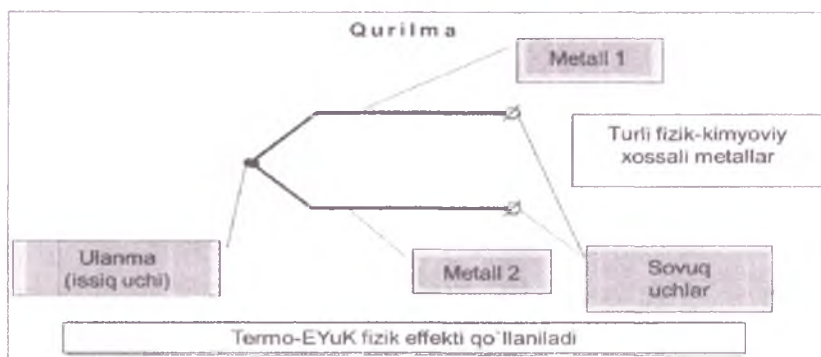 Qurilma
Metall 1
Turli fizik-kimyoviy
xossali metallar
Ulanma
(issiq uchi)
Metall 2
Sovuq
uchlar
Termo-EYuK fizik effekti qo`llaniladi